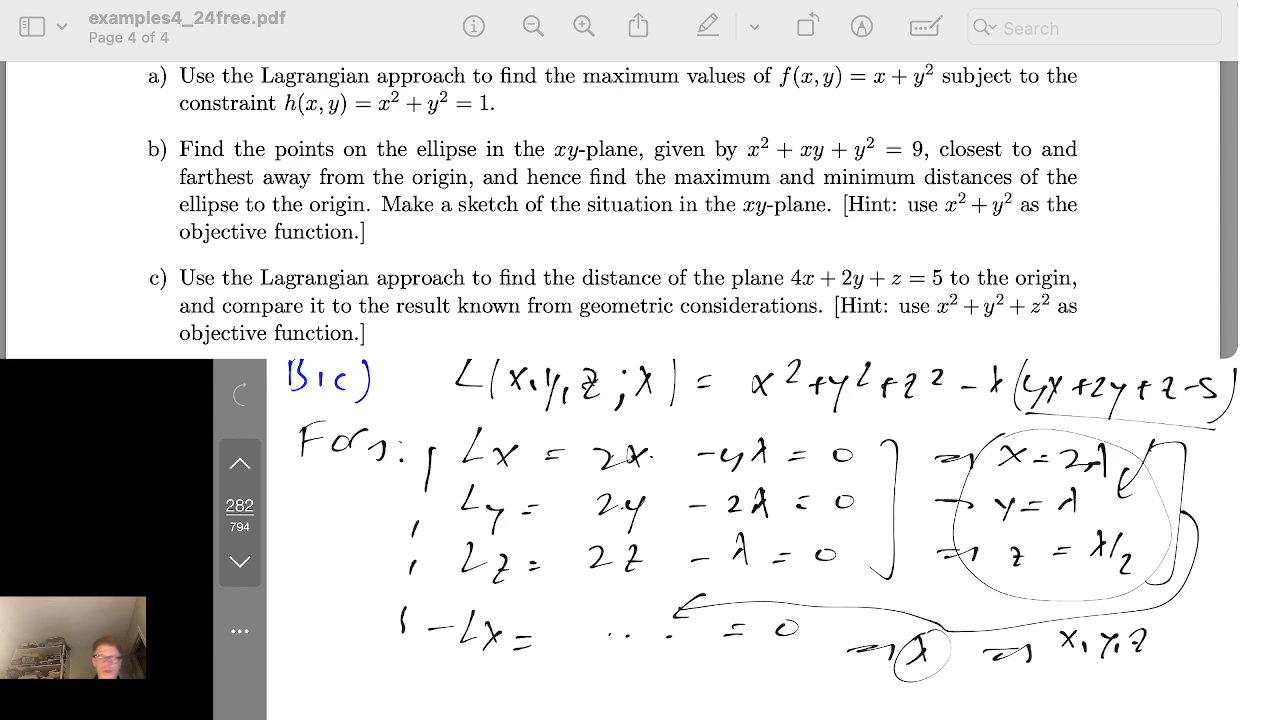 examples4_24free.pdf
Page 4 of 4
Search
a) Use the Lagrangian approach to find the maximum values of f(x, y) = x + y² subject to the
constraint h(x, y) = x² + y² = 1.
b) Find the points on the ellipse in the xy-plane, given by x² + xy + y² = 9, closest to and
farthest away from the origin, and hence find the maximum and minimum distances of the
ellipse to the origin. Make a sketch of the situation in the xy-plane. [Hint: use x² + y² as the
objective function.]
c) Use the Lagrangian approach to find the distance of the plane 4x + 2y + z = 5 to the origin,
and compare it to the result known from geometric considerations. [Hint: use x² + y² + z² as
objective function.]
B1c) L(x,y,z;λ) = x²+y²+z² - λ(4x+2y+z-5)
FOCs: Lx = 2x - 4λ = 0 ⇒ x = 2λ
Ly = 2y - 2λ = 0 → y = λ
Lz = 2z - λ = 0 ⇒ z = λ/2
-Lλ = .... = 0 ⇒ λ ⇒ x, y, z
282
794